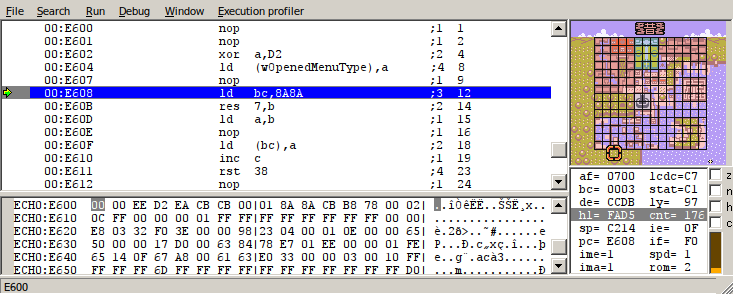 File Search Run Debug Window Execution profiler
00:E600 nop ;1 1
00:E601 nop ;1 2
00:E602 xor a,D2 ;2 4
00:E604 ld (wOpenedMenuType),a ;4 8
00:E607 nop ;1 9
00:E608 ld bc,8A8A ;3 12
00:E60B res 7,b ;2 14
00:E60D ld a,b ;1 15
00:E60E nop ;1 16
00:E60F ld (bc),a ;2 18
00:E610 inc c ;1 19
00:E611 rst 38 ;4 23
00:E612 nop ;1 24
af= 0700 lcdc=C7
bc= 0003 stat=C1
de= CCDB ly= 97
hl= FAD5 cnt= 176
sp= C214 ie= 0F
pc= E608 if= F0
ime=1 spd= 1
ima=1 rom= 2
z
n
h
c
ECHO:E600 00 00 EE D2 EA CB CB 00|01 8A 8A CB B8 78 00 02| ..îÒêËË..ŠŠË¸x..
ECHO:E610 0C FF 00 00 00 01 FF FF|FF FF FF FF FF FF FF FF|
ECHO:E620 E8 03 32 F0 3E 00 00 98|23 04 00 01 0E 00 00 65|
ECHO:E630 50 00 00 17 D0 00 63 84|78 E7 01 EE 00 00 01 FE|
ECHO:E640 65 14 0F 67 A8 00 61 63|E0 33 00 00 03 00 10 FF|
ECHO:E650 FF FF FF 6D FF FF FF FF|FF FF FF FF FF FF FF D0|
E600